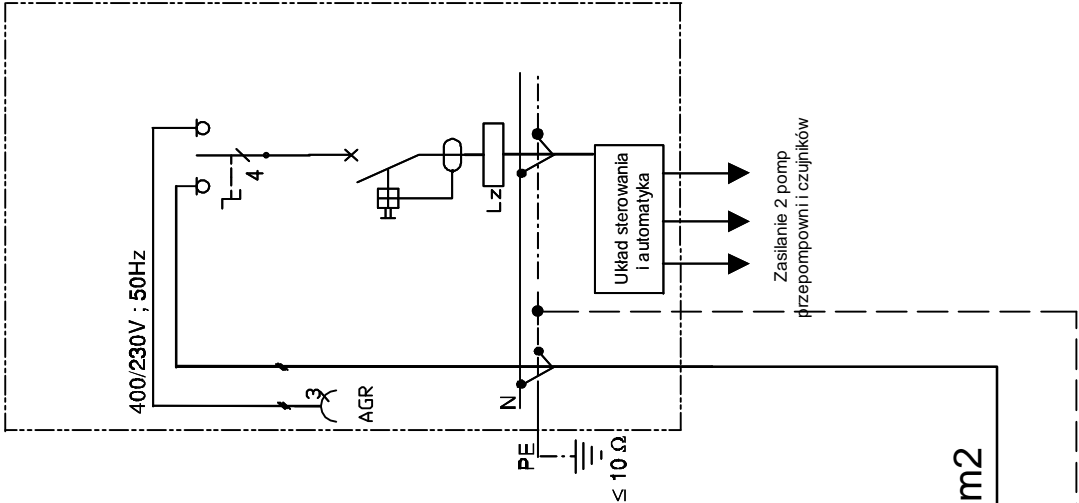 400/230V ; 50Hz
3
AGR
4
Lz
N
PE
≤ 10 Ω
Układ sterowania
i automatyka
Zasilanie 2 pomp
przepompowni i czujników
m2